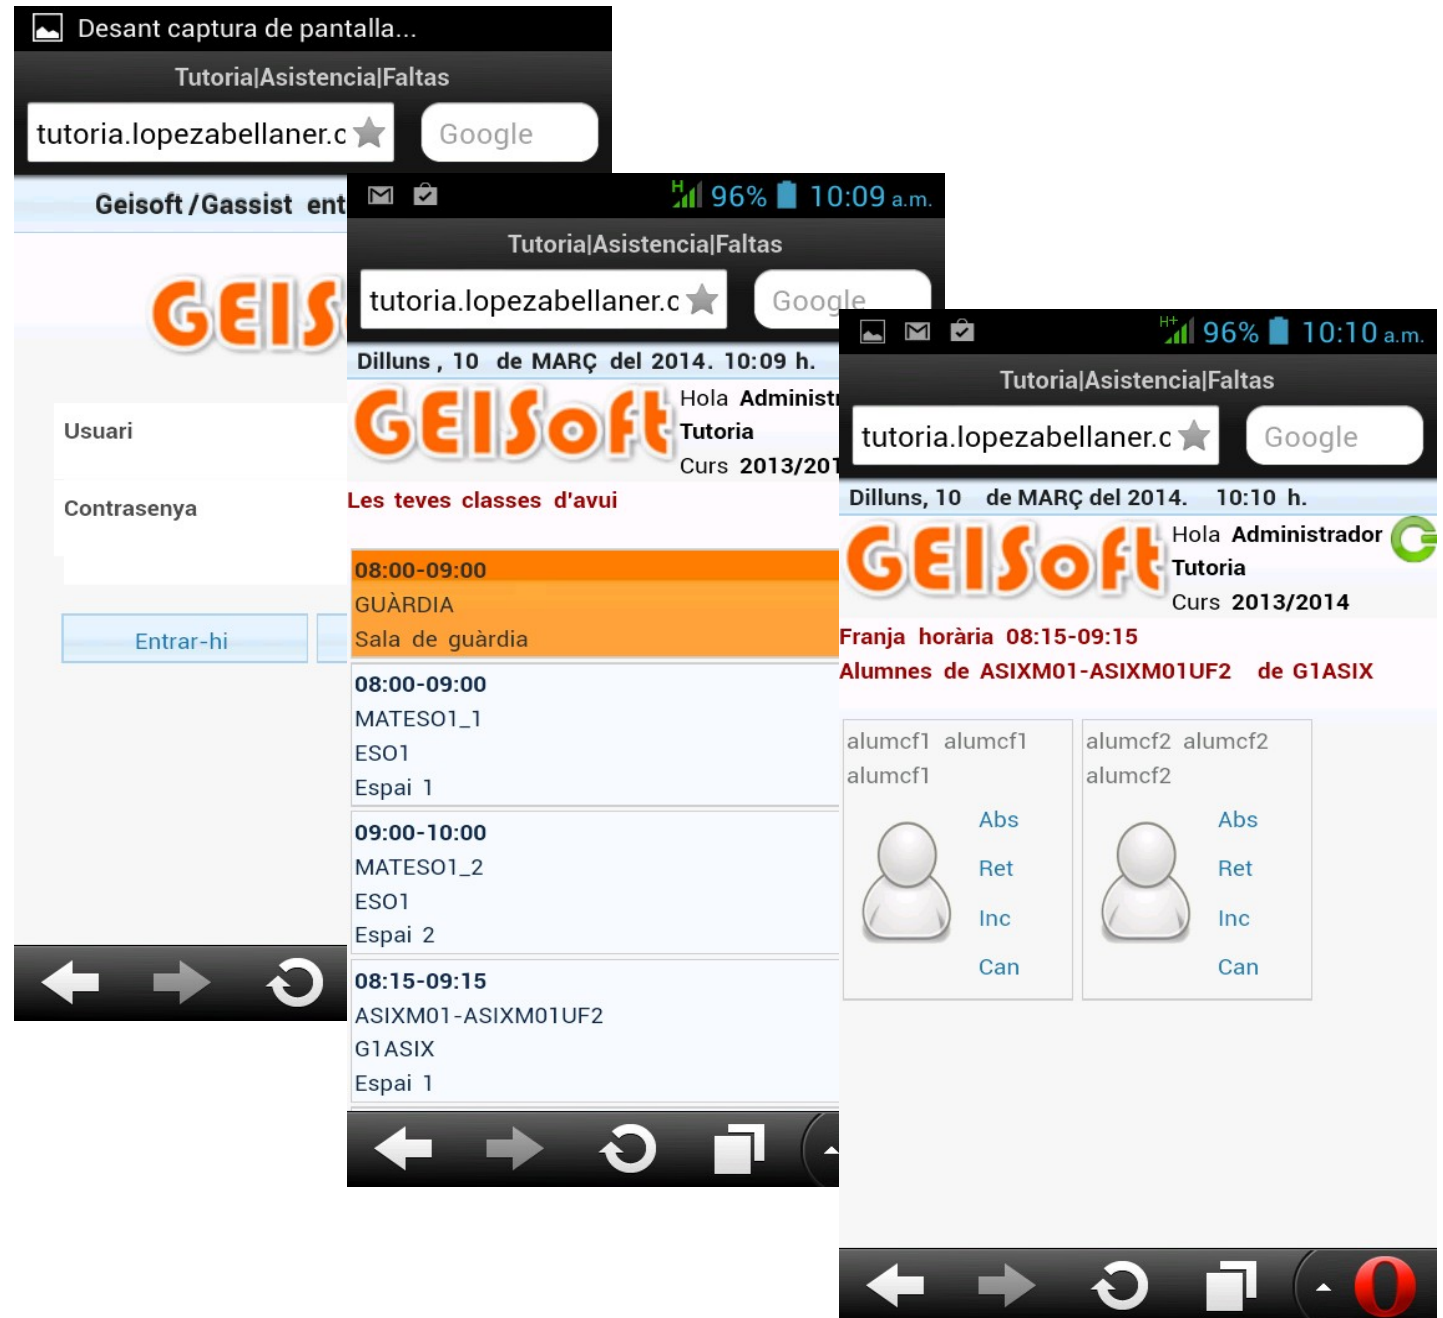 Desant captura de pantalla...
Tutoria|Asistencia|Faltas
tutoria.lopezabellaner.c
Google
Geisoft/Gassist ent
GEIS
Usuari
Contrasenya
Entrar-hi
H 96% 10:09 a.m.
Tutoria|Asistencia|Faltas
tutoria.lopezabellaner.c
Google
Dilluns, 10 de MARÇ del 2014. 10:09 h.
GEISoft
Hola Administr
Tutoria
Curs 2013/201
Les teves classes d'avui
08:00-09:00
GUÀRDIA
Sala de guàrdia
08:00-09:00
MATESO1_1
ESO1
Espai 1
09:00-10:00
MATESO1_2
ESO1
Espai 2
08:15-09:15
ASIXM01-ASIXM01UF2
G1ASIX
Espai 1
H+ 96% 10:10 a.m.
Tutoria|Asistencia|Faltas
tutoria.lopezabellaner.c
Google
Dilluns, 10 de MARÇ del 2014. 10:10 h.
GEISoft
Hola Administrador
Tutoria
Curs 2013/2014
Franja horària 08:15-09:15
Alumnes de ASIXM01-ASIXM01UF2 de G1ASIX
alumcf1 alumcf1
alumcf1
Abs
Ret
Inc
Can
alumcf2 alumcf2
alumcf2
Abs
Ret
Inc
Can